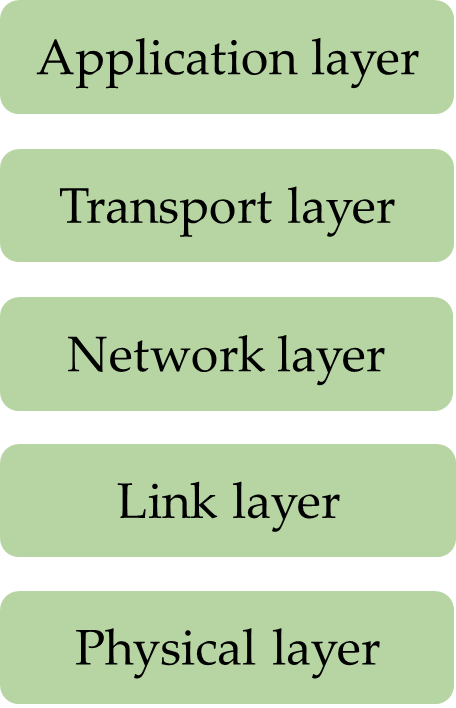 Application layer
Transport layer
Network layer
Link layer
Physical layer